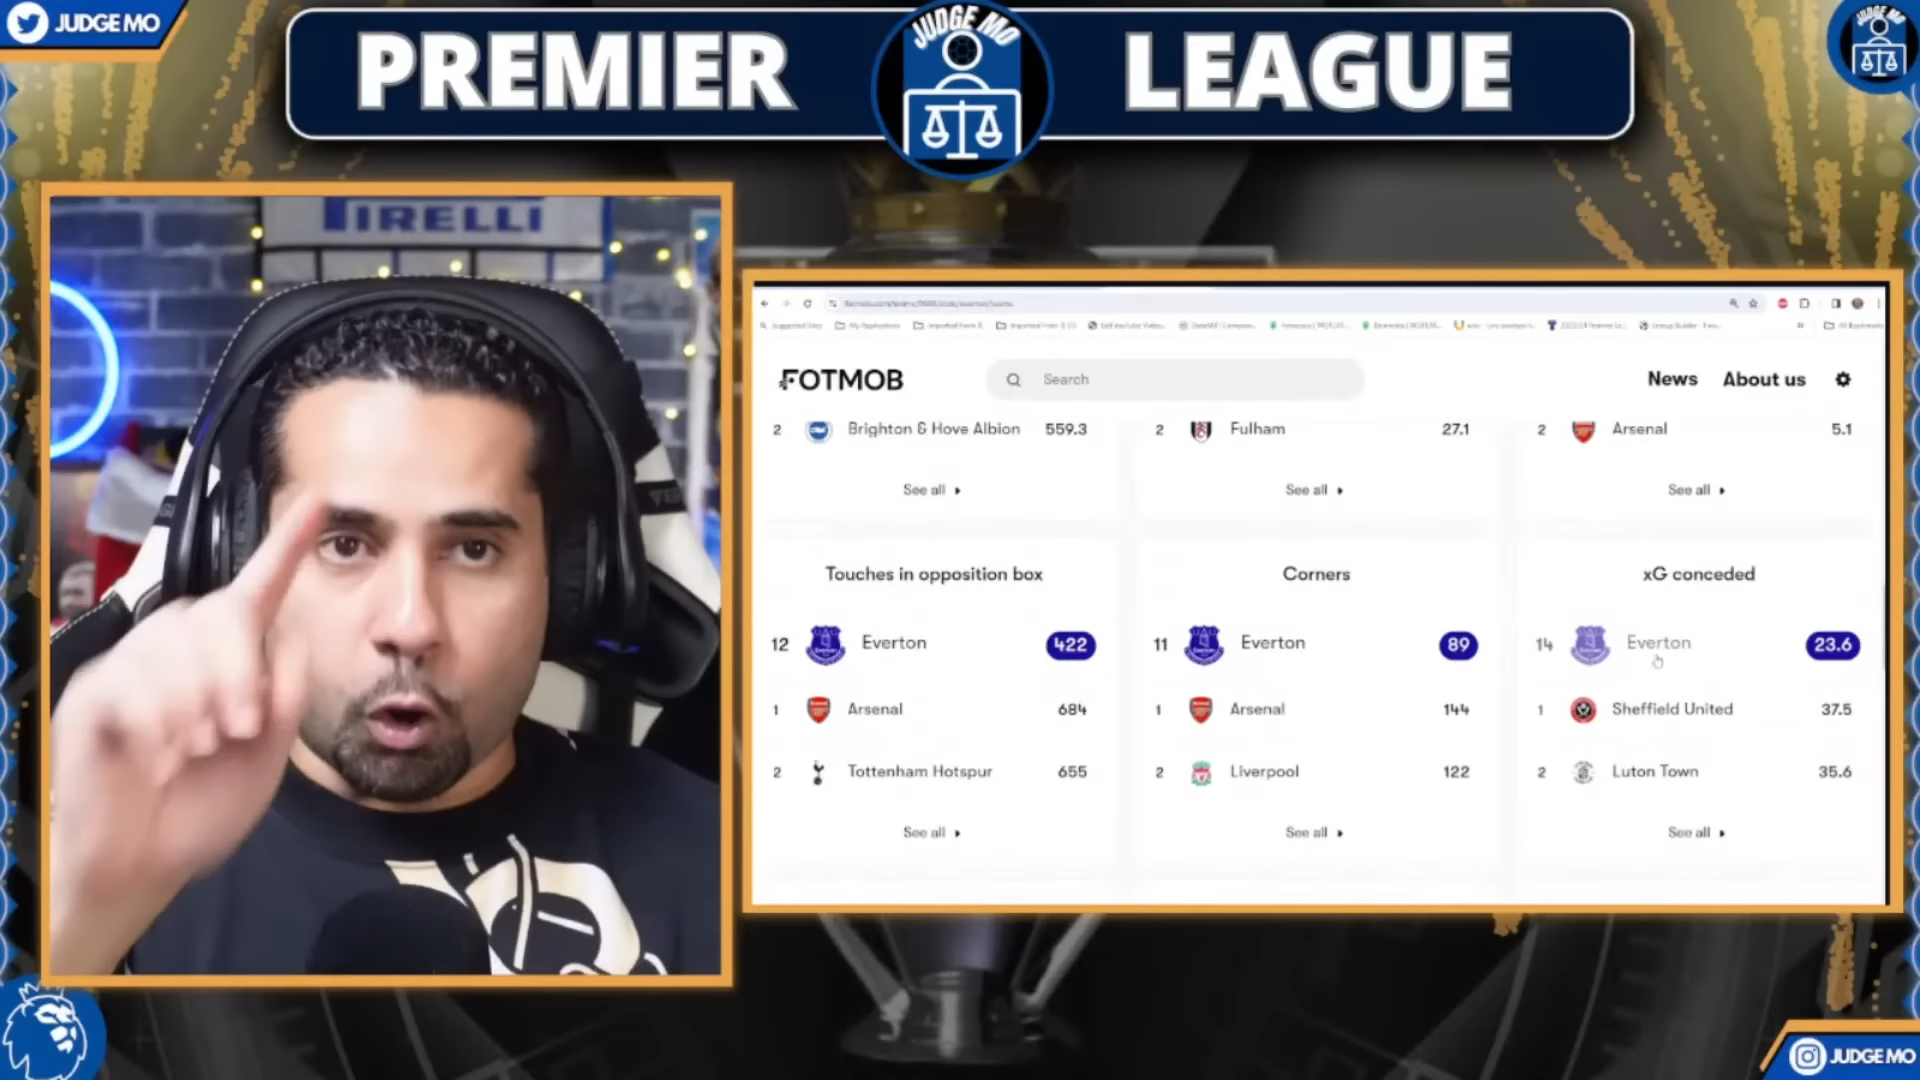 JUDGE MO
PREMIER
JUDGE MO
LEAGUE
JUDGE MO
PIRELLI
FOTMOB
Search
News
About us
2 Brighton & Hove Albion 559.3
2 Fulham 27.1
2 Arsenal 5.1
See all
See all
See all
Touches in opposition box
Corners
xG conceded
12 Everton 422
11 Everton 89
14 Everton 23.6
1 Arsenal 684
1 Arsenal 144
1 Sheffield United 37.5
2 Tottenham Hotspur 655
2 Liverpool 122
2 Luton Town 35.6
See all
See all
See all
JUDGE MO